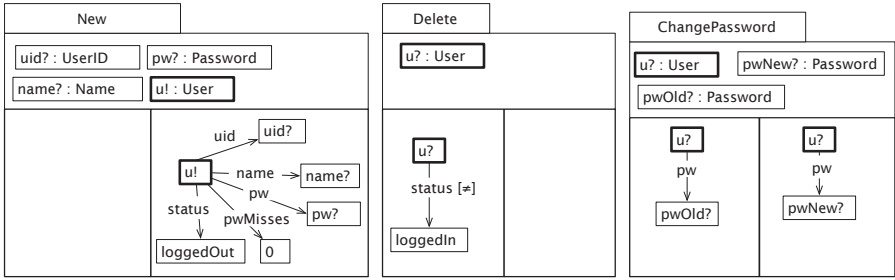 New
uid? : UserID
pw? : Password
name? : Name
u! : User
uid
uid?
u!
name
name?
pw
pw?
status
pwMisses
loggedOut
0
Delete
u? : User
u?
status [≠]
loggedIn
ChangePassword
u? : User
pwNew? : Password
pwOld? : Password
u?
pw
pwOld?
u?
pw
pwNew?